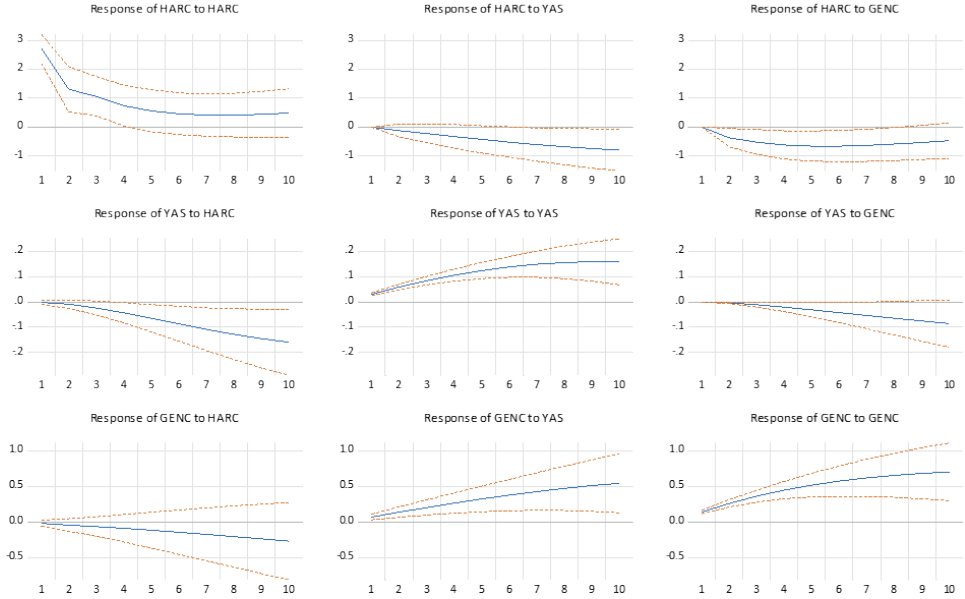 Response of HARC to HARC
Response of HARC to YAS
Response of HARC to GENC
3
2
1
0
-1
1 2 3 4 5 6 7 8 9 10
3
2
1
0
-1
1 2 3 4 5 6 7 8 9 10
3
2
1
0
-1
1 2 3 4 5 6 7 8 9 10
Response of YAS to HARC
Response of YAS to YAS
Response of YAS to GENC
.2
.1
.0
-.1
-.2
1 2 3 4 5 6 7 8 9 10
.2
.1
.0
-.1
-.2
1 2 3 4 5 6 7 8 9 10
.2
.1
.0
-.1
-.2
1 2 3 4 5 6 7 8 9 10
Response of GENC to HARC
Response of GENC to YAS
Response of GENC to GENC
1.0
0.5
0.0
-0.5
1 2 3 4 5 6 7 8 9 10
1.0
0.5
0.0
-0.5
1 2 3 4 5 6 7 8 9 10
1.0
0.5
0.0
-0.5
1 2 3 4 5 6 7 8 9 10